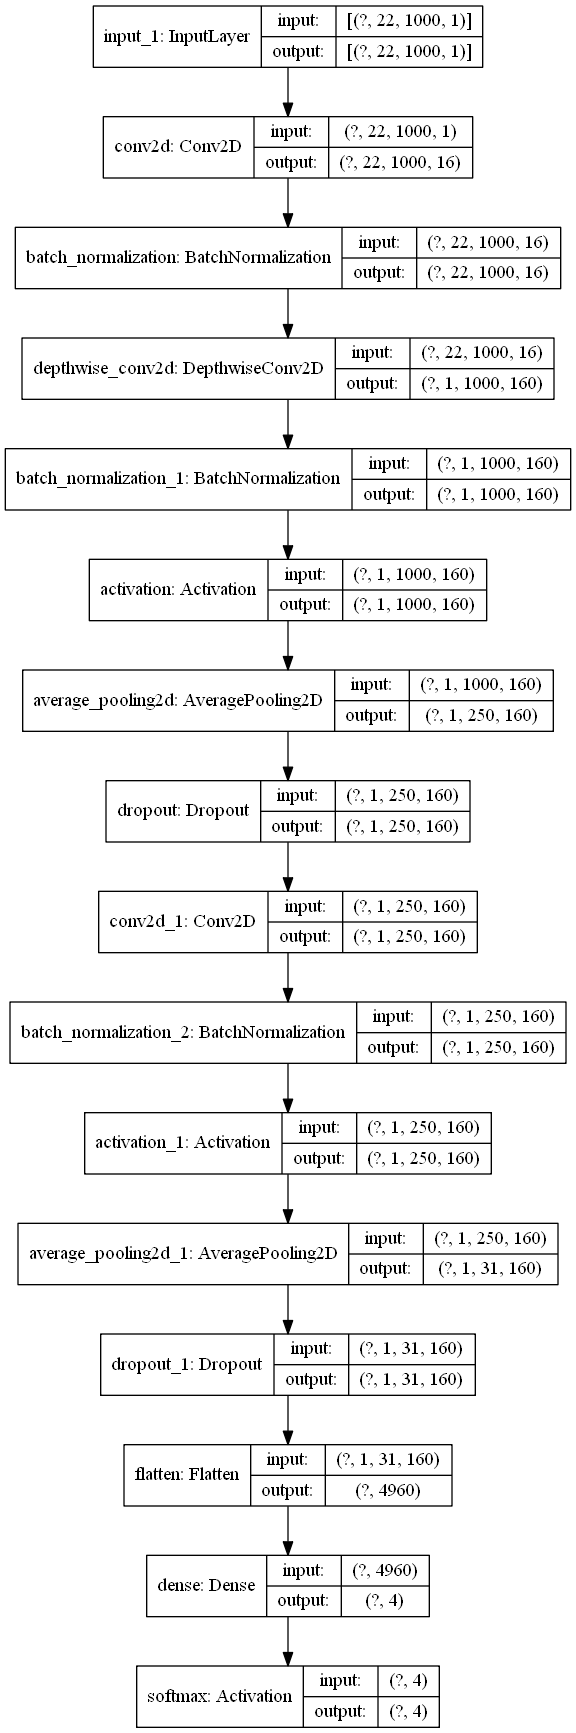 input_1: InputLayer
input: [(?, 22, 1000, 1)]
output: [(?, 22, 1000, 1)]
conv2d: Conv2D
input: (?, 22, 1000, 1)
output: (?, 22, 1000, 16)
batch_normalization: BatchNormalization
input: (?, 22, 1000, 16)
output: (?, 22, 1000, 16)
depthwise_conv2d: DepthwiseConv2D
input: (?, 22, 1000, 16)
output: (?, 1, 1000, 160)
batch_normalization_1: BatchNormalization
input: (?, 1, 1000, 160)
output: (?, 1, 1000, 160)
activation: Activation
input: (?, 1, 1000, 160)
output: (?, 1, 1000, 160)
average_pooling2d: AveragePooling2D
input: (?, 1, 1000, 160)
output: (?, 1, 250, 160)
dropout: Dropout
input: (?, 1, 250, 160)
output: (?, 1, 250, 160)
conv2d_1: Conv2D
input: (?, 1, 250, 160)
output: (?, 1, 250, 160)
batch_normalization_2: BatchNormalization
input: (?, 1, 250, 160)
output: (?, 1, 250, 160)
activation_1: Activation
input: (?, 1, 250, 160)
output: (?, 1, 250, 160)
average_pooling2d_1: AveragePooling2D
input: (?, 1, 250, 160)
output: (?, 1, 31, 160)
dropout_1: Dropout
input: (?, 1, 31, 160)
output: (?, 1, 31, 160)
flatten: Flatten
input: (?, 1, 31, 160)
output: (?, 4960)
dense: Dense
input: (?, 4960)
output: (?, 4)
softmax: Activation
input: (?, 4)
output: (?, 4)